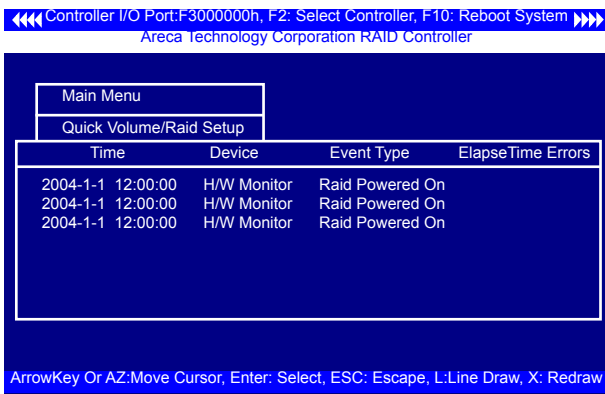 Controller I/O Port:F3000000h, F2: Select Controller, F10: Reboot System
Areca Technology Corporation RAID Controller
Main Menu
Quick Volume/Raid Setup
Time Device Event Type ElapseTime Errors
2004-1-1 12:00:00 H/W Monitor Raid Powered On
2004-1-1 12:00:00 H/W Monitor Raid Powered On
2004-1-1 12:00:00 H/W Monitor Raid Powered On
ArrowKey Or AZ:Move Cursor, Enter: Select, ESC: Escape, L:Line Draw, X: Redraw